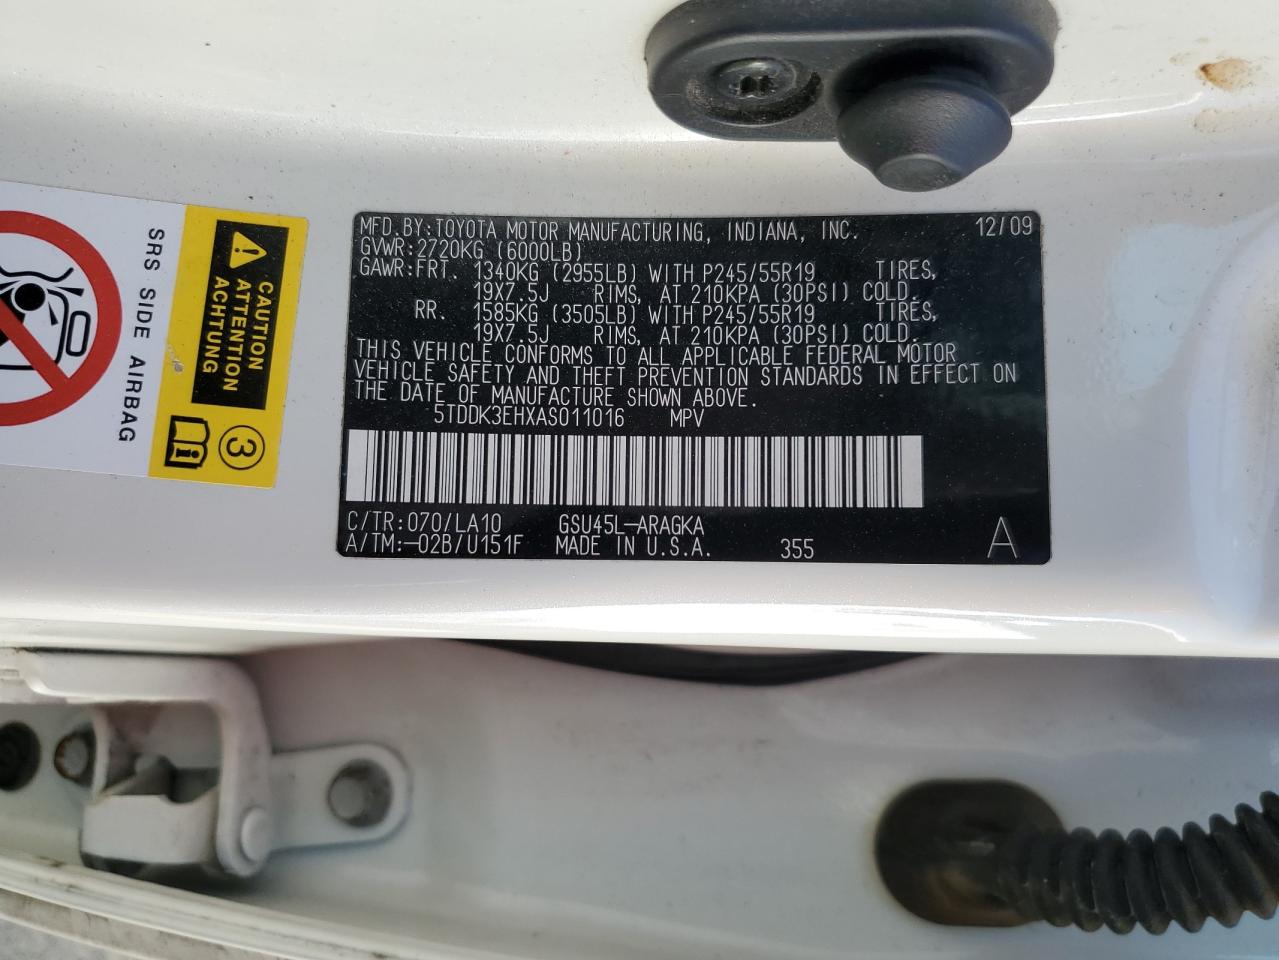 MFD. BY: TOYOTA MOTOR MANUFACTURING, INDIANA, INC. 12/09
GVWR: 2720KG (6000LB)
GAWR: FRT. 1340KG (2955LB) WITH P245/55R19 TIRES,
19X7.5J RIMS, AT 210KPA (30PSI) COLD.
RR. 1585KG (3505LB) WITH P245/55R19 TIRES,
19X7.5J RIMS, AT 210KPA (30PSI) COLD.
THIS VEHICLE CONFORMS TO ALL APPLICABLE FEDERAL MOTOR
VEHICLE SAFETY AND THEFT PREVENTION STANDARDS IN EFFECT ON
THE DATE OF MANUFACTURE SHOWN ABOVE.
5TDDK3EHXAS011016 MPV
C/TR: 070/LA10 GSU45L-ARAGKA
A/TM: -02B/U151F MADE IN U.S.A. 355 A
CAUTION
ATTENTION
ACHTUNG
3
SRS SIDE AIRBAG